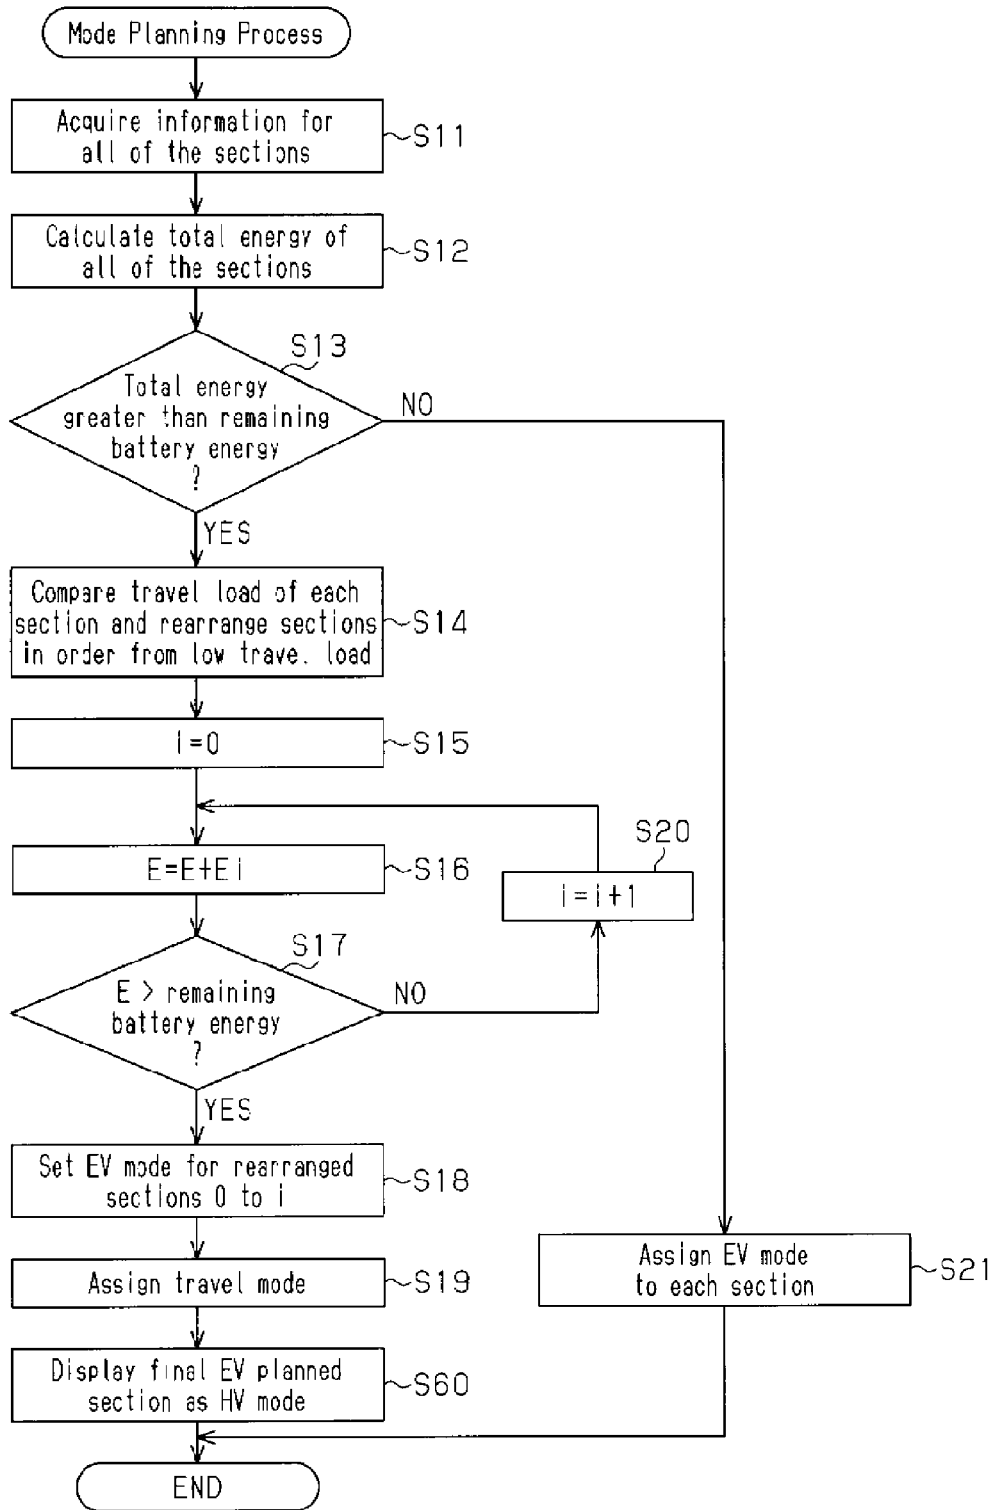 Mode Planning Process
Acquire information for
all of the sections
S11
Calculate total energy of
all of the sections
S12
S13
Total energy
greater than remaining
battery energy
?
NO
YES
Compare travel load of each
section and rearrange sections
in order from low trave. load
S14
i=0
S15
E=E+Ei
S16
S20
i=i+1
S17
E > remaining
battery energy
?
NO
YES
Set EV mode for rearranged
sections 0 to i
S18
Assign travel mode
S19
Assign EV mode
to each section
S21
Display final EV planned
section as HV mode
S60
END